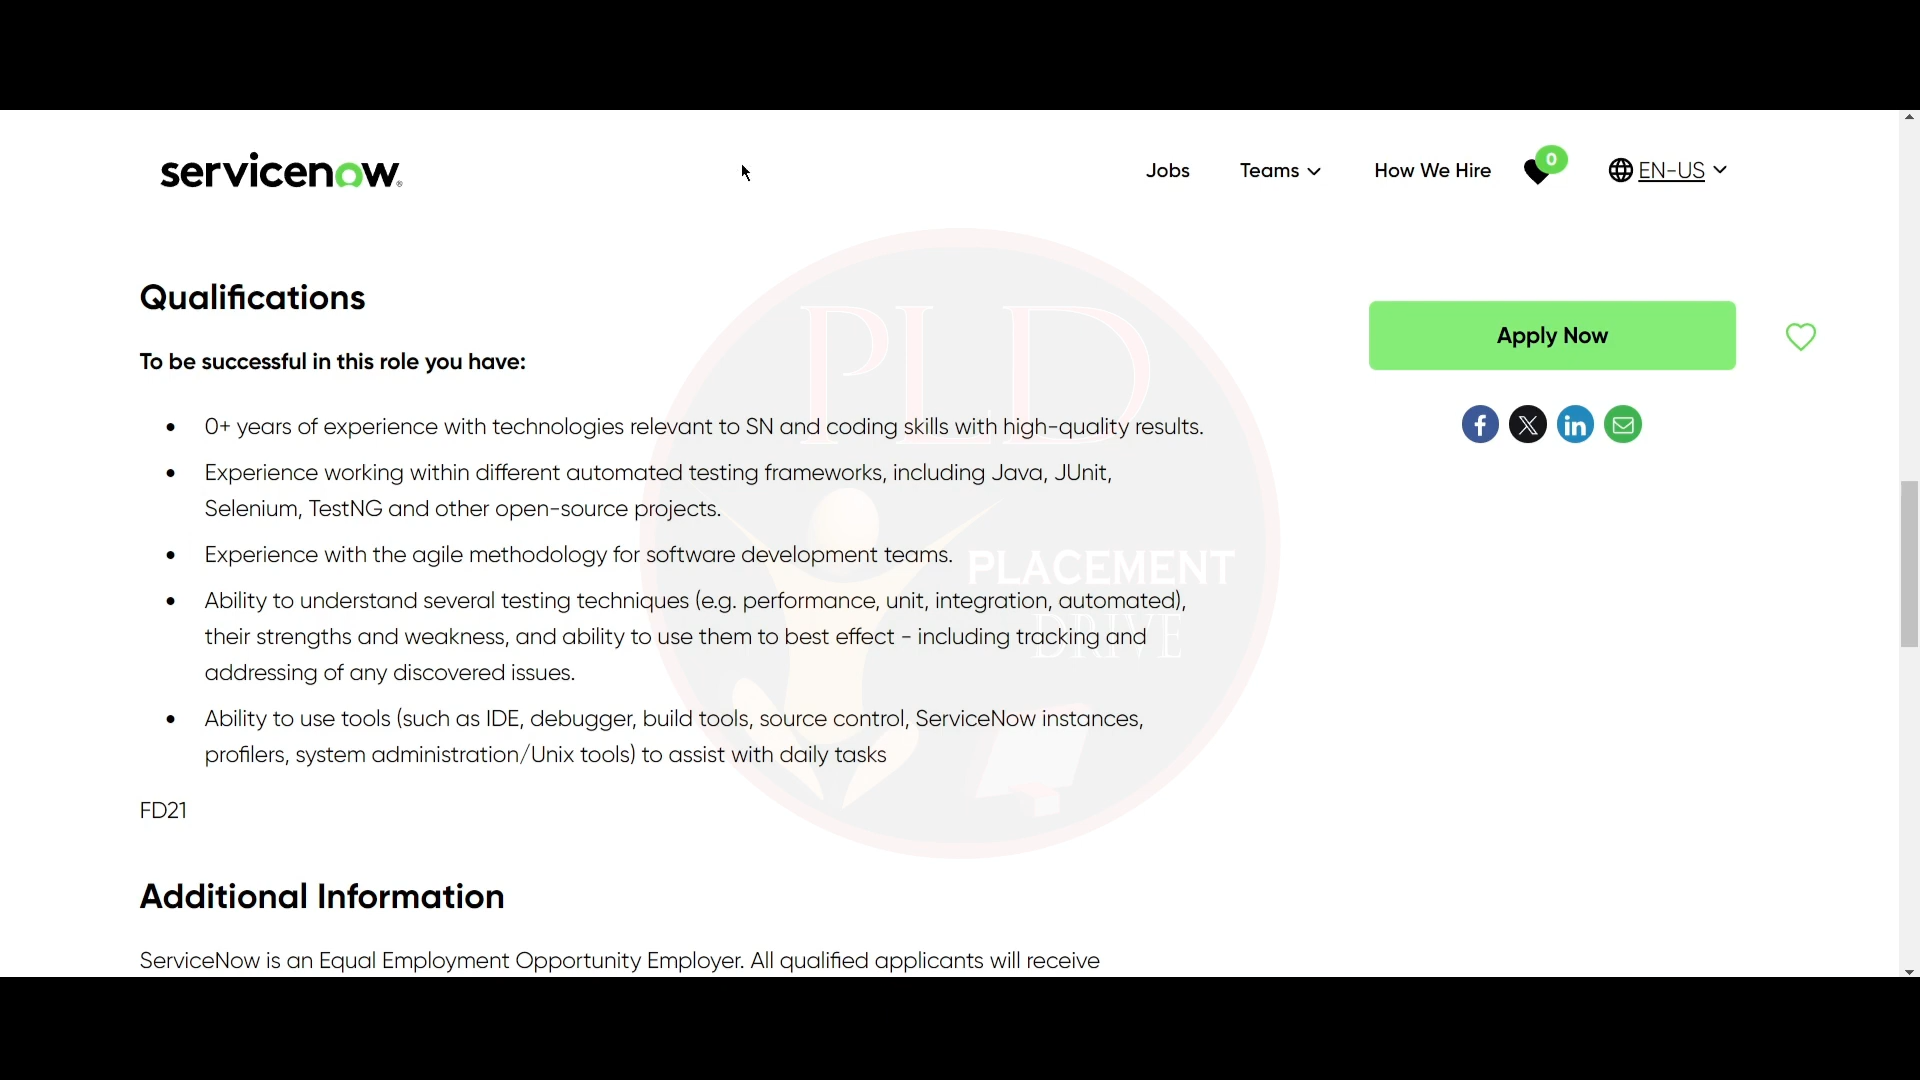 servicenow
Jobs Teams How We Hire 0 EN-US
Qualifications
Apply Now
To be successful in this role you have:
PLD
0+ years of experience with technologies relevant to SN and coding skills with high-quality results.
Experience working within different automated testing frameworks, including Java, JUnit,
Selenium, TestNG and other open-source projects.
Experience with the agile methodology for software development teams.
PLACEMENT
Ability to understand several testing techniques (e.g. performance, unit, integration, automated),
their strengths and weakness, and ability to use them to best effect - including tracking and
DRIVE
addressing of any discovered issues.
Ability to use tools (such as IDE, debugger, build tools, source control, ServiceNow instances,
profilers, system administration/Unix tools) to assist with daily tasks
FD21
Additional Information
ServiceNow is an Equal Employment Opportunity Employer. All qualified applicants will receive